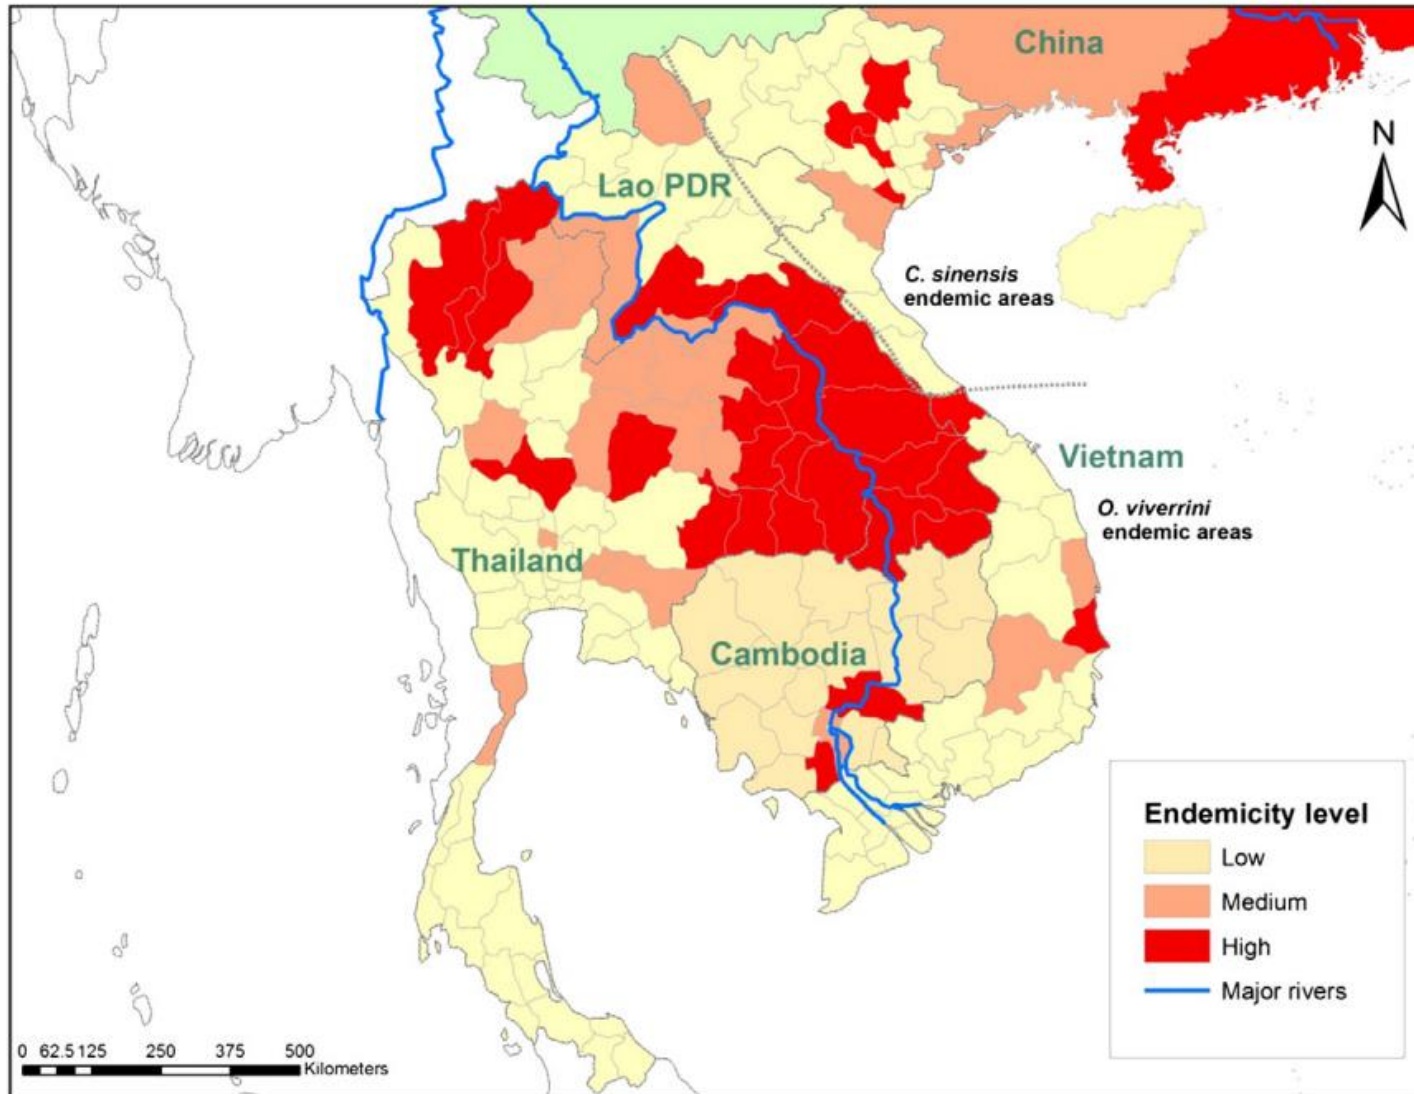 China
N
Lao PDR
C. sinensis
endemic areas
Vietnam
O. viverrini
endemic areas
Thailand
Cambodia
Endemicity level
Low
Medium
High
Major rivers
0 62.5 125 250 375 500
Kilometers